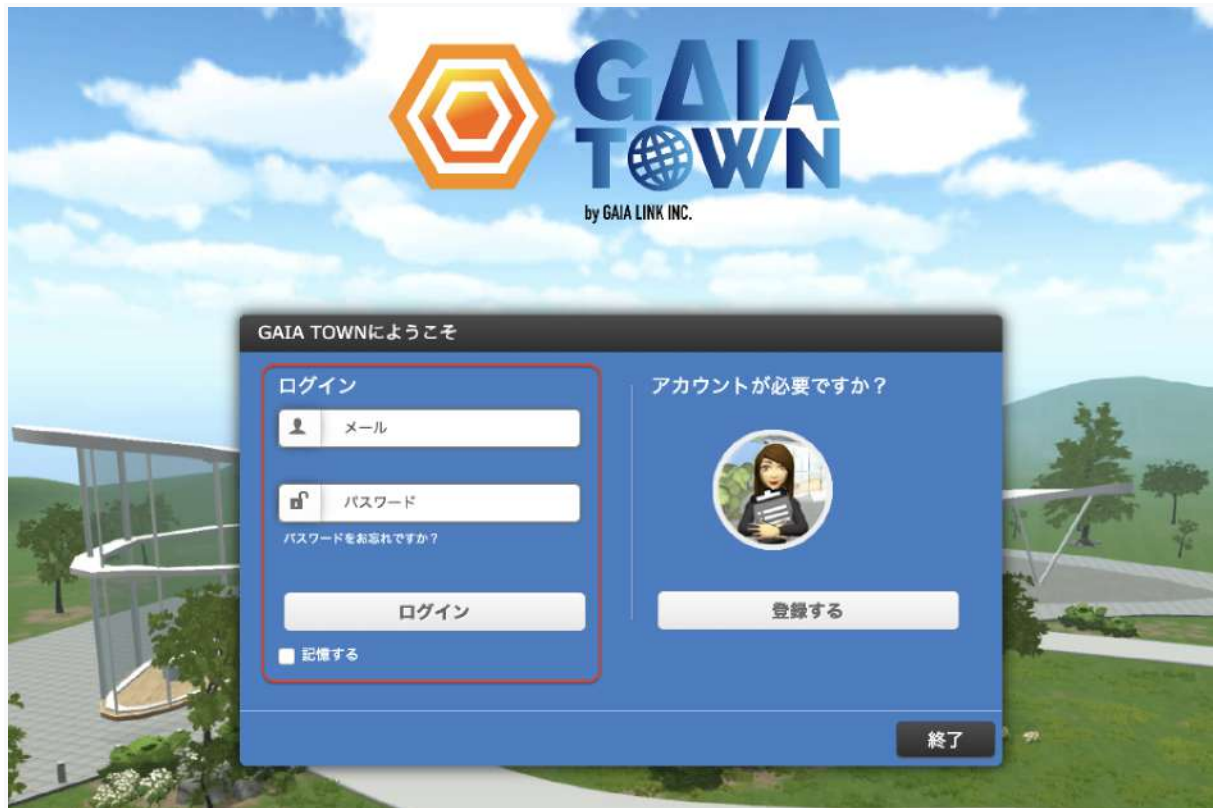 GAIA
TOWN
by GAIA LINK INC.
GAIA TOWNにようこそ
ログイン
メール
パスワード
パスワードをお忘れですか？
ログイン
記憶する
アカウントが必要ですか？
登録する
終了